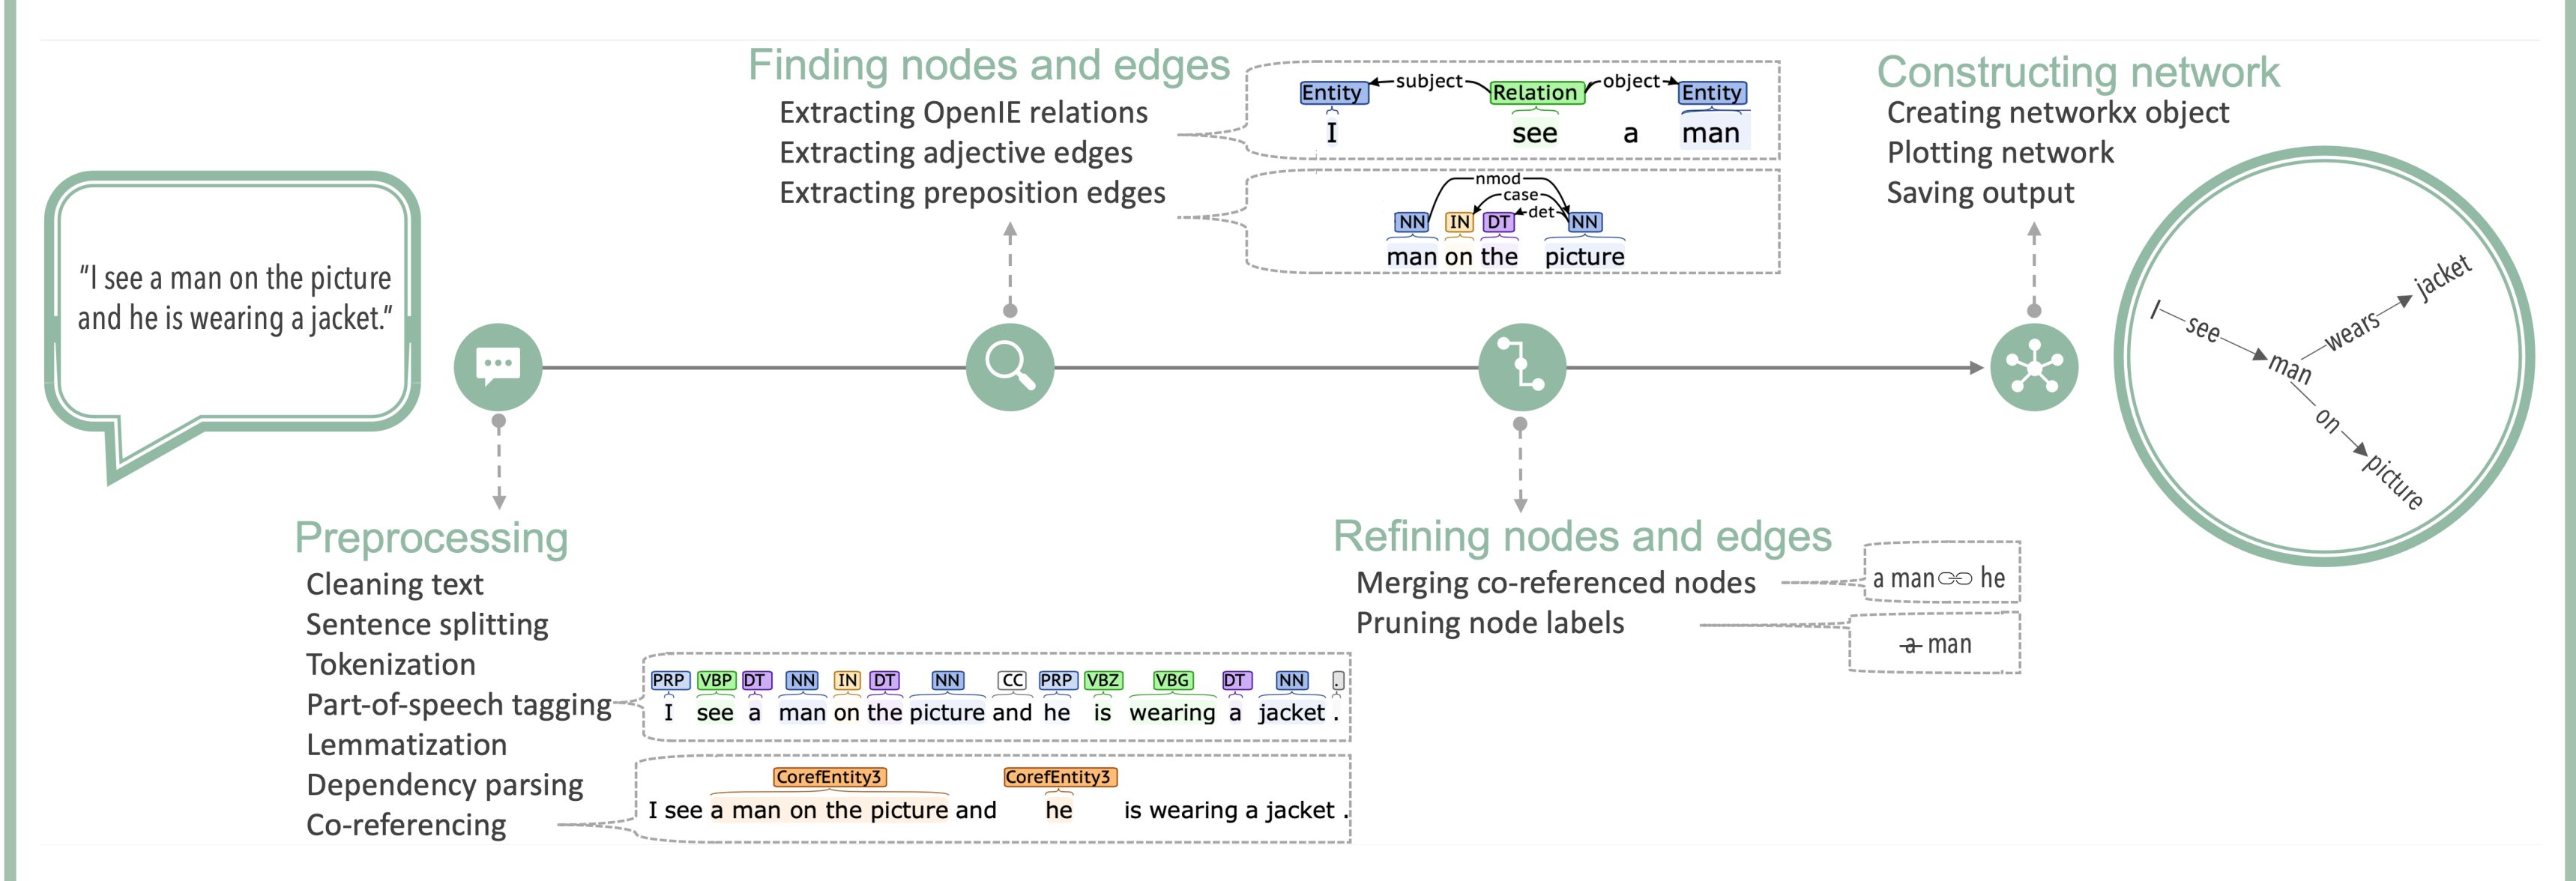 “I see a man on the picture
and he is wearing a jacket.”
Preprocessing
Cleaning text
Sentence splitting
Tokenization
Part-of-speech tagging
Lemmatization
Dependency parsing
Co-referencing
PRP VBP DT NN IN DT NN CC PRP VBZ VBG DT NN .
I see a man on the picture and he is wearing a jacket .
CorefEntity3 CorefEntity3
I see a man on the picture and he is wearing a jacket .
Finding nodes and edges
Extracting OpenIE relations
Extracting adjective edges
Extracting preposition edges
Entity subject Relation object Entity
I see a man
nmod
case
det
NN IN DT NN
man on the picture
Refining nodes and edges
Merging co-referenced nodes
Pruning node labels
a man he
a man
Constructing network
Creating networkx object
Plotting network
Saving output
I see man
wears jacket
on picture